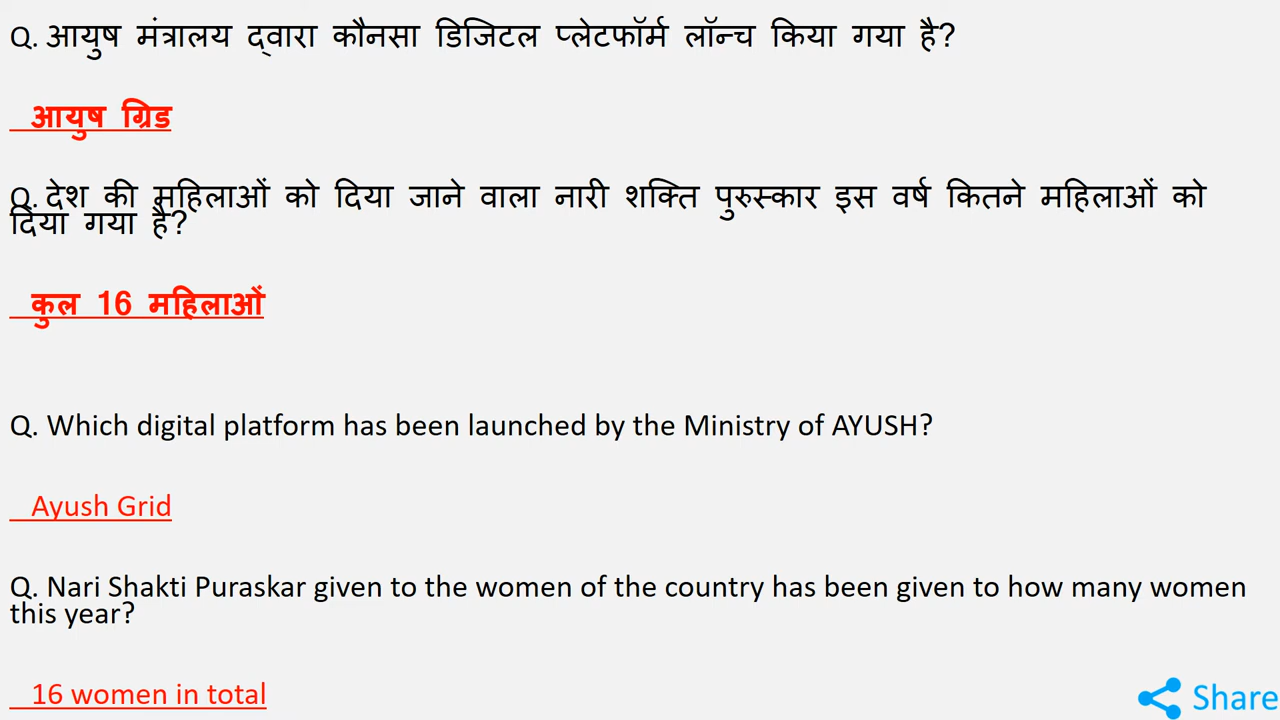 Q. आयुष मंत्रालय द्वारा कौनसा डिजिटल प्लेटफॉर्म लॉन्च किया गया है?
आयुष ग्रिड
Q. देश की महिलाओं को दिया जाने वाला नारी शक्ति पुरुस्कार इस वर्ष कितने महिलाओं को
दिया गया है?
कुल 16 महिलाओं
Q. Which digital platform has been launched by the Ministry of AYUSH?
Ayush Grid
Q. Nari Shakti Puraskar given to the women of the country has been given to how many women
this year?
16 women in total
Share